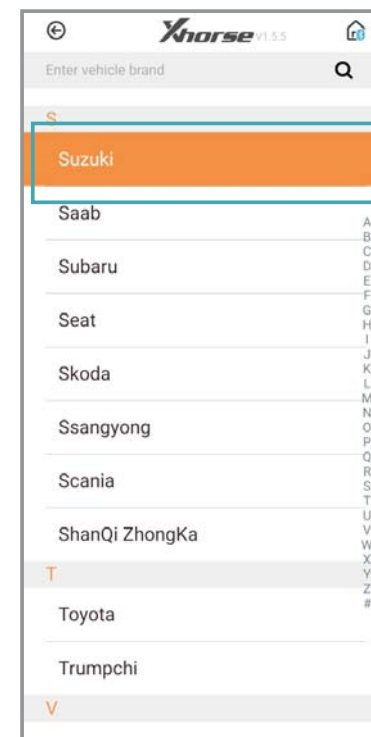 Xhorse V1.5.5
Enter vehicle brand
S
Suzuki
Saab
Subaru
Seat
Skoda
Ssangyong
Scania
ShanQi ZhongKa
T
Toyota
Trumpchi
V
A
B
C
D
E
F
G
H
I
J
K
L
M
N
O
P
Q
R
S
T
U
V
W
X
Y
Z
#